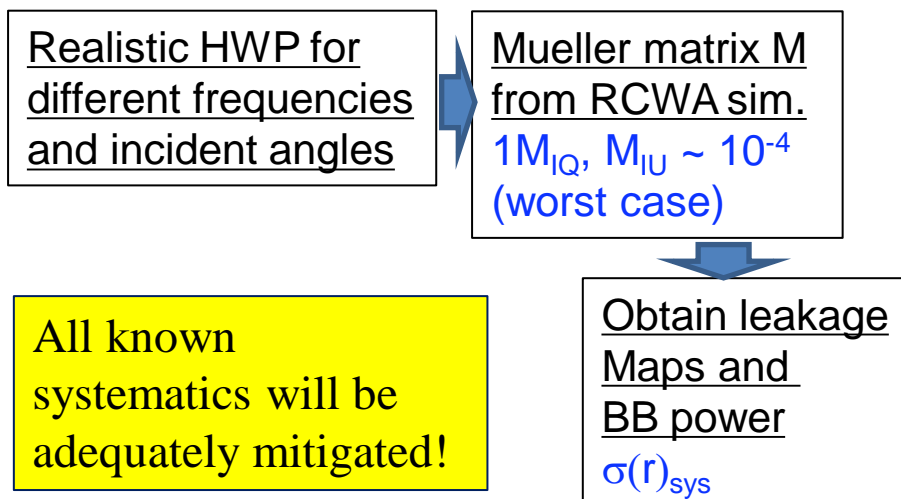 Realistic HWP for
different frequencies
and incident angles
Mueller matrix M
from RCWA sim.
1M_IQ, M_IU ~ 10^-4
(worst case)
Obtain leakage
Maps and
BB power
σ(r)_sys
All known
systematics will be
adequately mitigated!